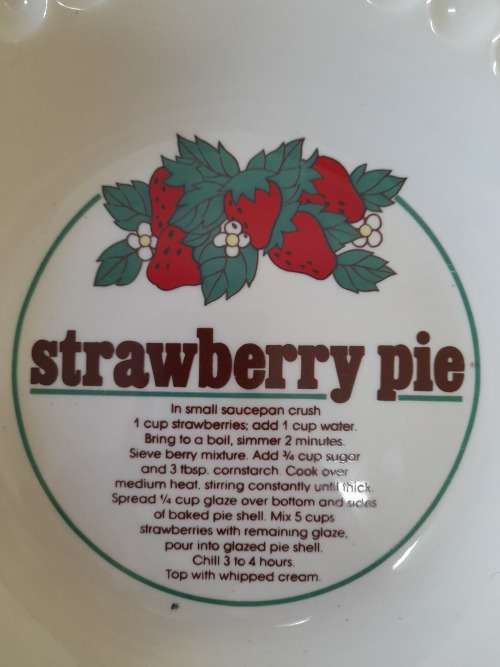 strawberry pie
In small saucepan crush
1 cup strawberries; add 1 cup water.
Bring to a boil, simmer 2 minutes.
Sieve berry mixture. Add ¾ cup sugar
and 3 tbsp. cornstarch. Cook over
medium heat, stirring constantly until thick.
Spread ¼ cup glaze over bottom and sides
of baked pie shell. Mix 5 cups
strawberries with remaining glaze,
pour into glazed pie shell.
Chill 3 to 4 hours.
Top with whipped cream.